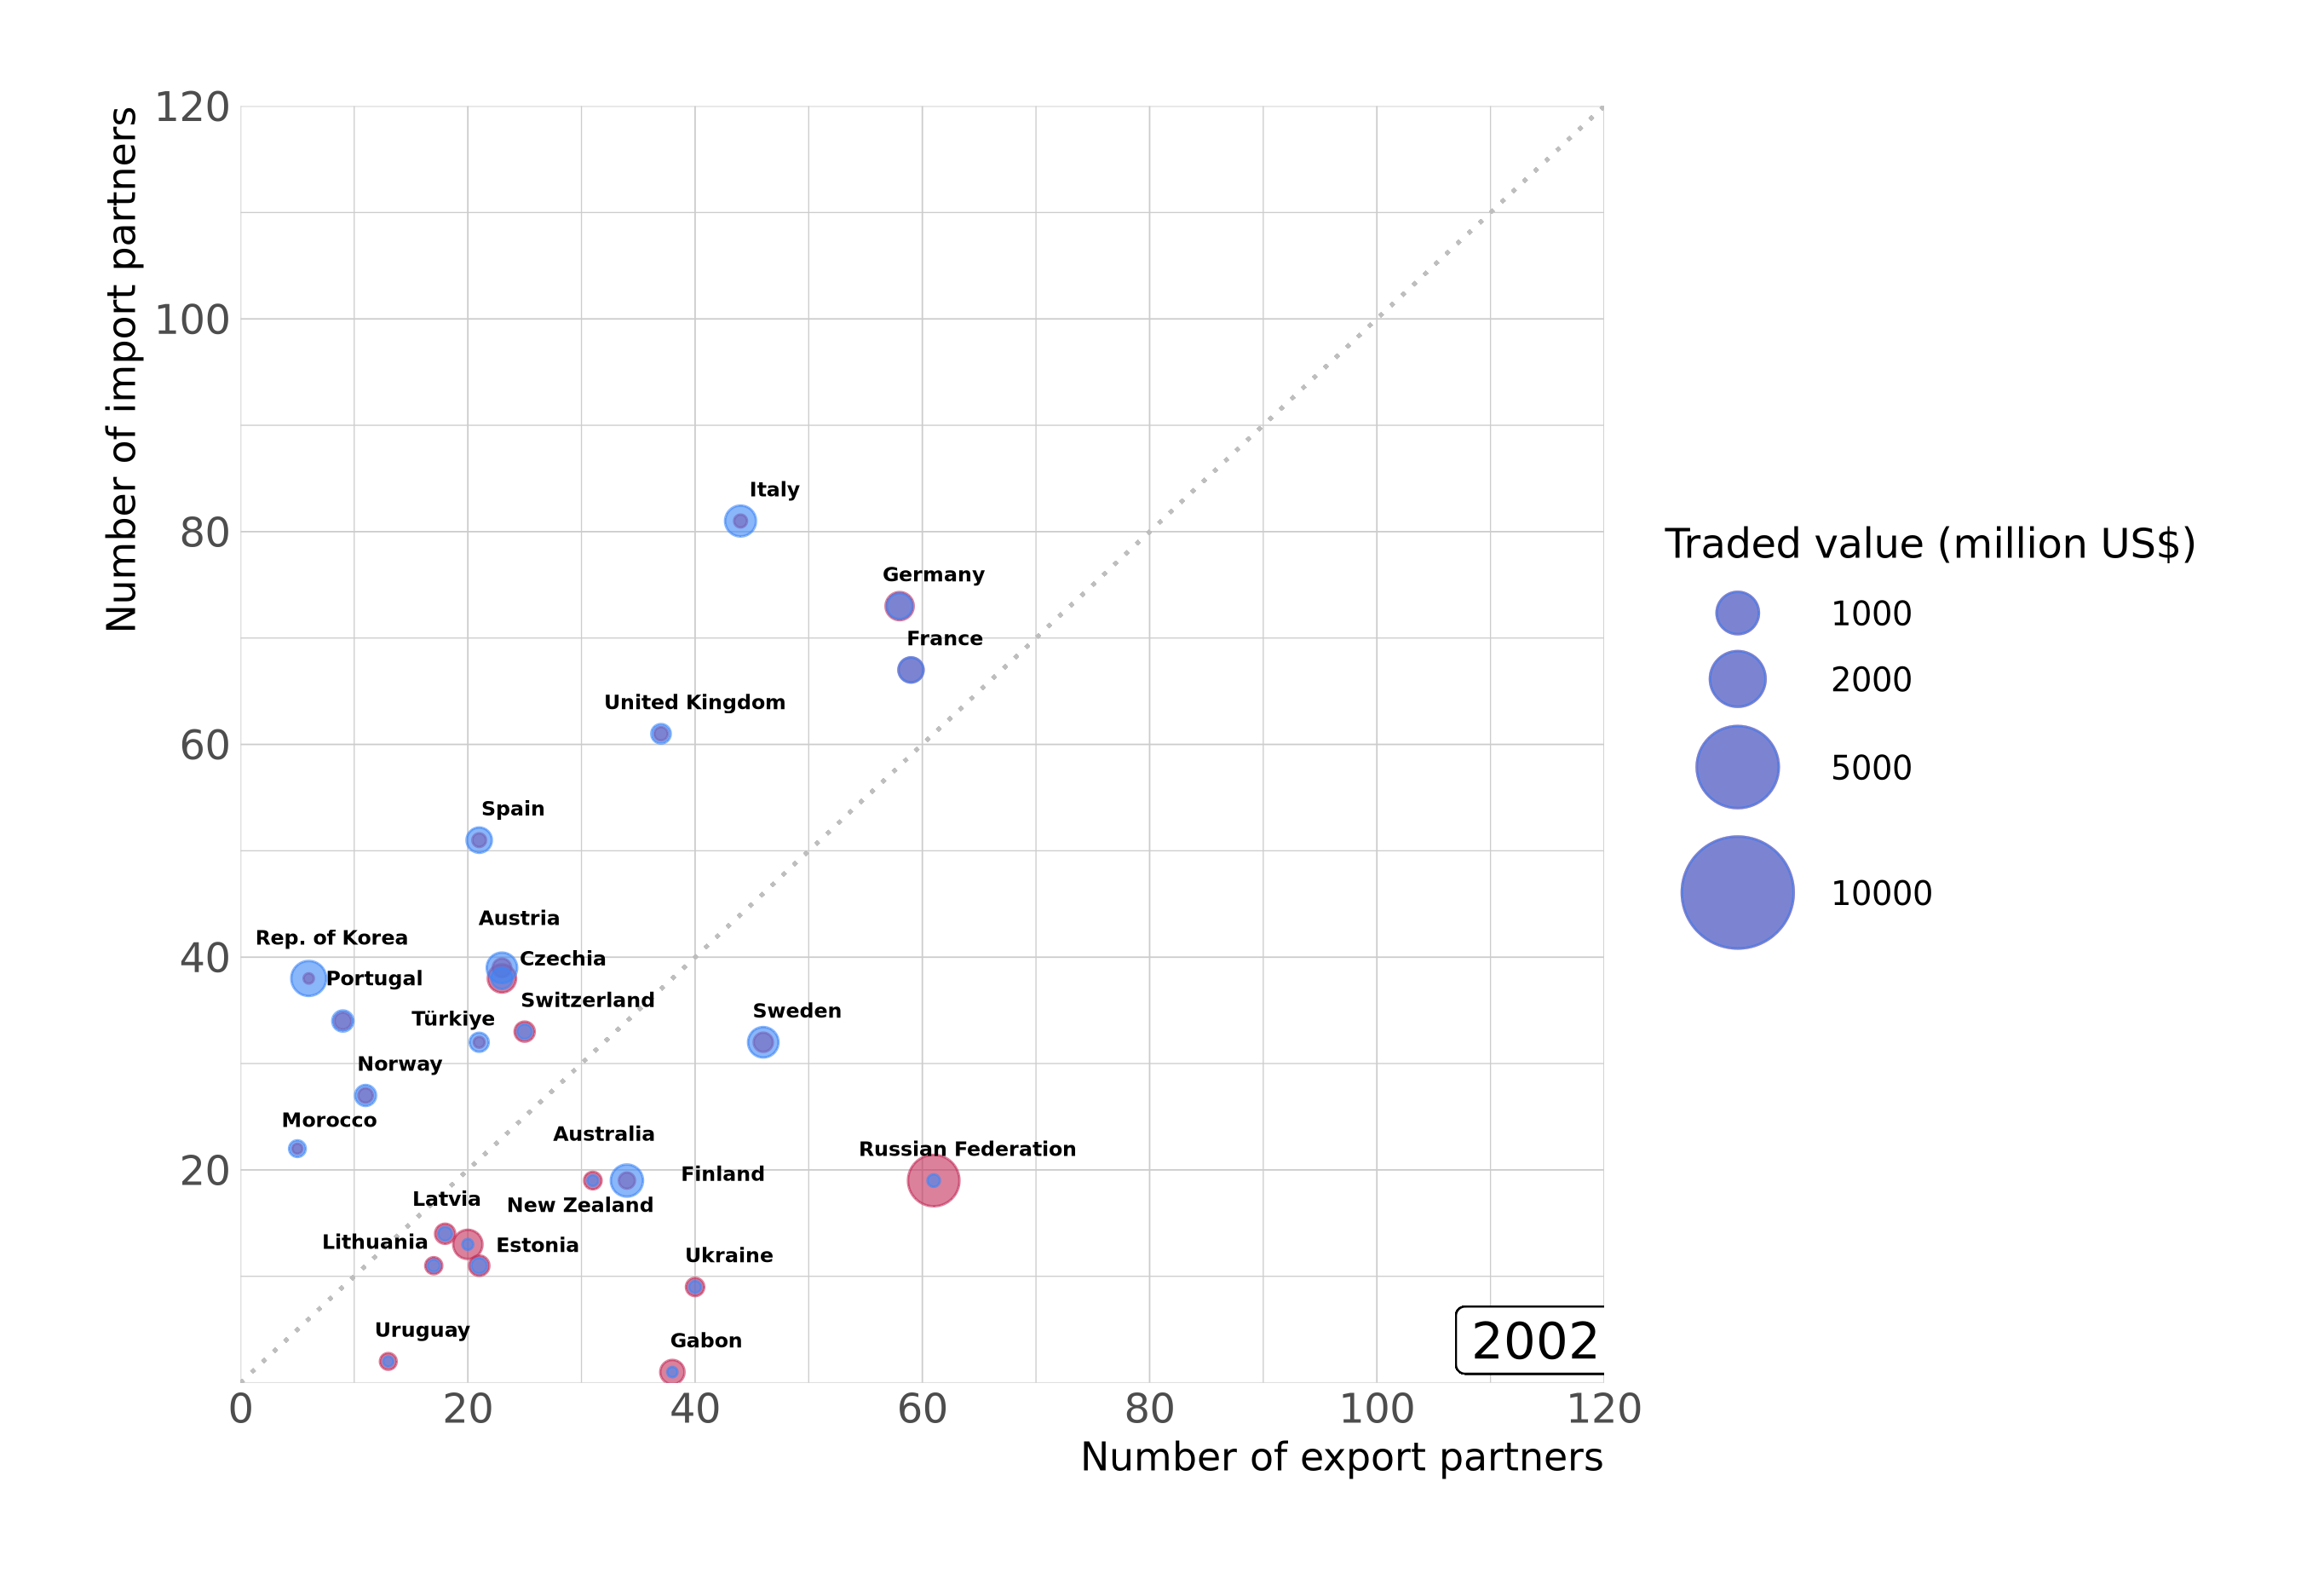 120
100
80
60
40
20
Number of import partners
Italy
Germany
France
United Kingdom
Spain
Austria
Rep. of Korea
Czechia
Portugal
Switzerland
Türkiye
Sweden
Norway
Morocco
Australia
Russian Federation
Finland
Latvia
New Zealand
Lithuania
Estonia
Ukraine
Uruguay
Gabon
2002
0 20 40 60 80 100 120
Number of export partners
Traded value (million US$)
1000
2000
5000
10000